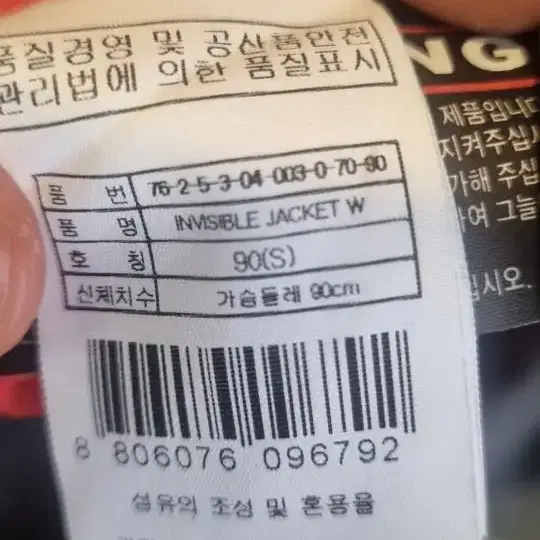 품질경영 및 공산품안전
관리법에 의한 품질표시
품 번 76-2-5-3-04-003-0-70-90
품 명 INVISIBLE JACKET W
호 칭 90(S)
신체치수 가슴둘레 90cm
8 806076 096792
섬유의 조성 및 혼용율
NG
제품입니다
지켜주십시
가해 주십
여 그늘
십시오.